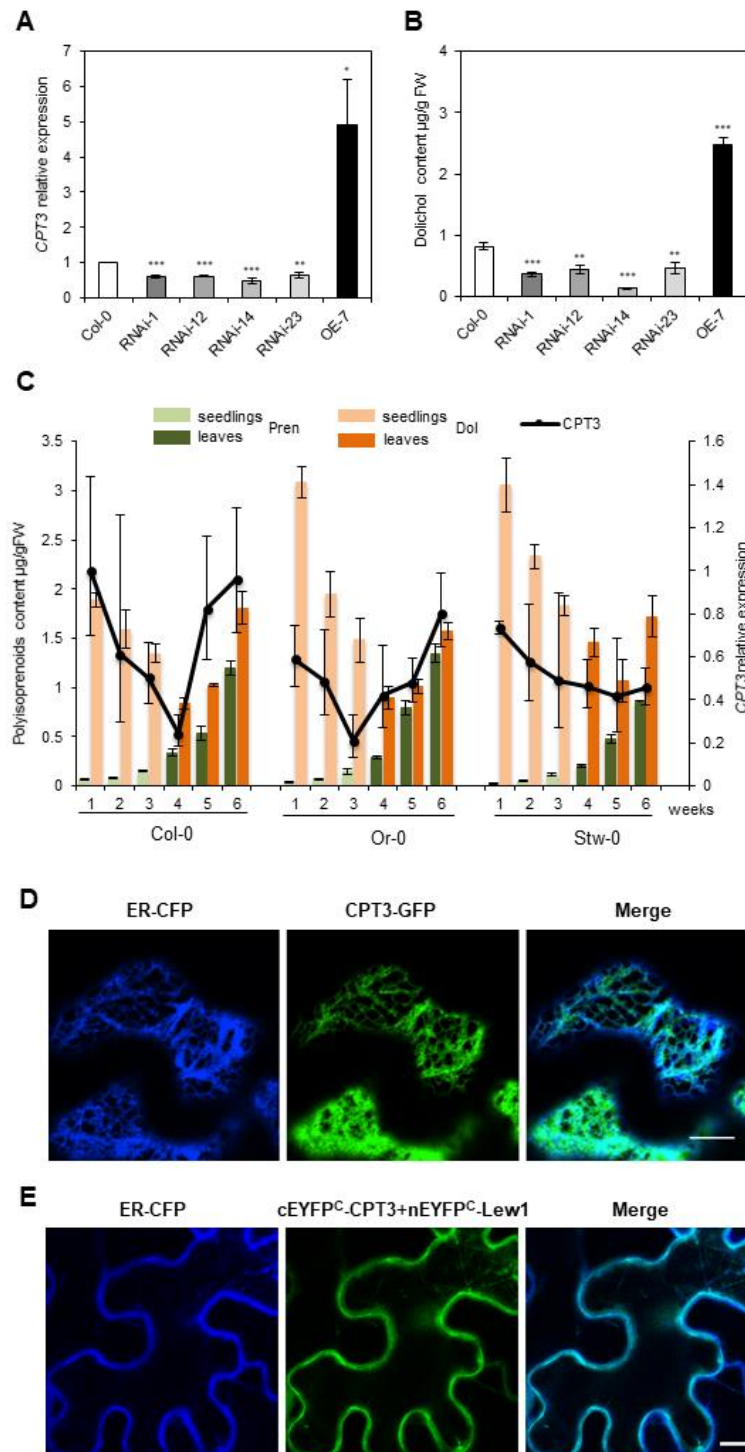 A
CPT3 relative expression
7
6
5
4
3
2
1
0
*
***
***
***
**
Col-0
RNAi-1
RNAi-12
RNAi-14
RNAi-23
OE-7
B
Dolichol content µg/g FW
4
3
2
1
0
***
**
***
**
***
Col-0
RNAi-1
RNAi-12
RNAi-14
RNAi-23
OE-7
C
seedlings
leaves
Pren
seedlings
leaves
Dol
CPT3
Polyisoprenoids content µg/gFW
3.5
3
2.5
2
1.5
1
0.5
0
1.6
1.4
1.2
1
0.8
0.6
0.4
0.2
0
CPT3 relative expression
1 2 3 4 5 6 1 2 3 4 5 6 1 2 3 4 5 6 weeks
Col-0 Or-0 Stw-0
D
ER-CFP CPT3-GFP Merge
E
ER-CFP cEYFPᶜ-CPT3+nEYFPᶜ-Lew1 Merge